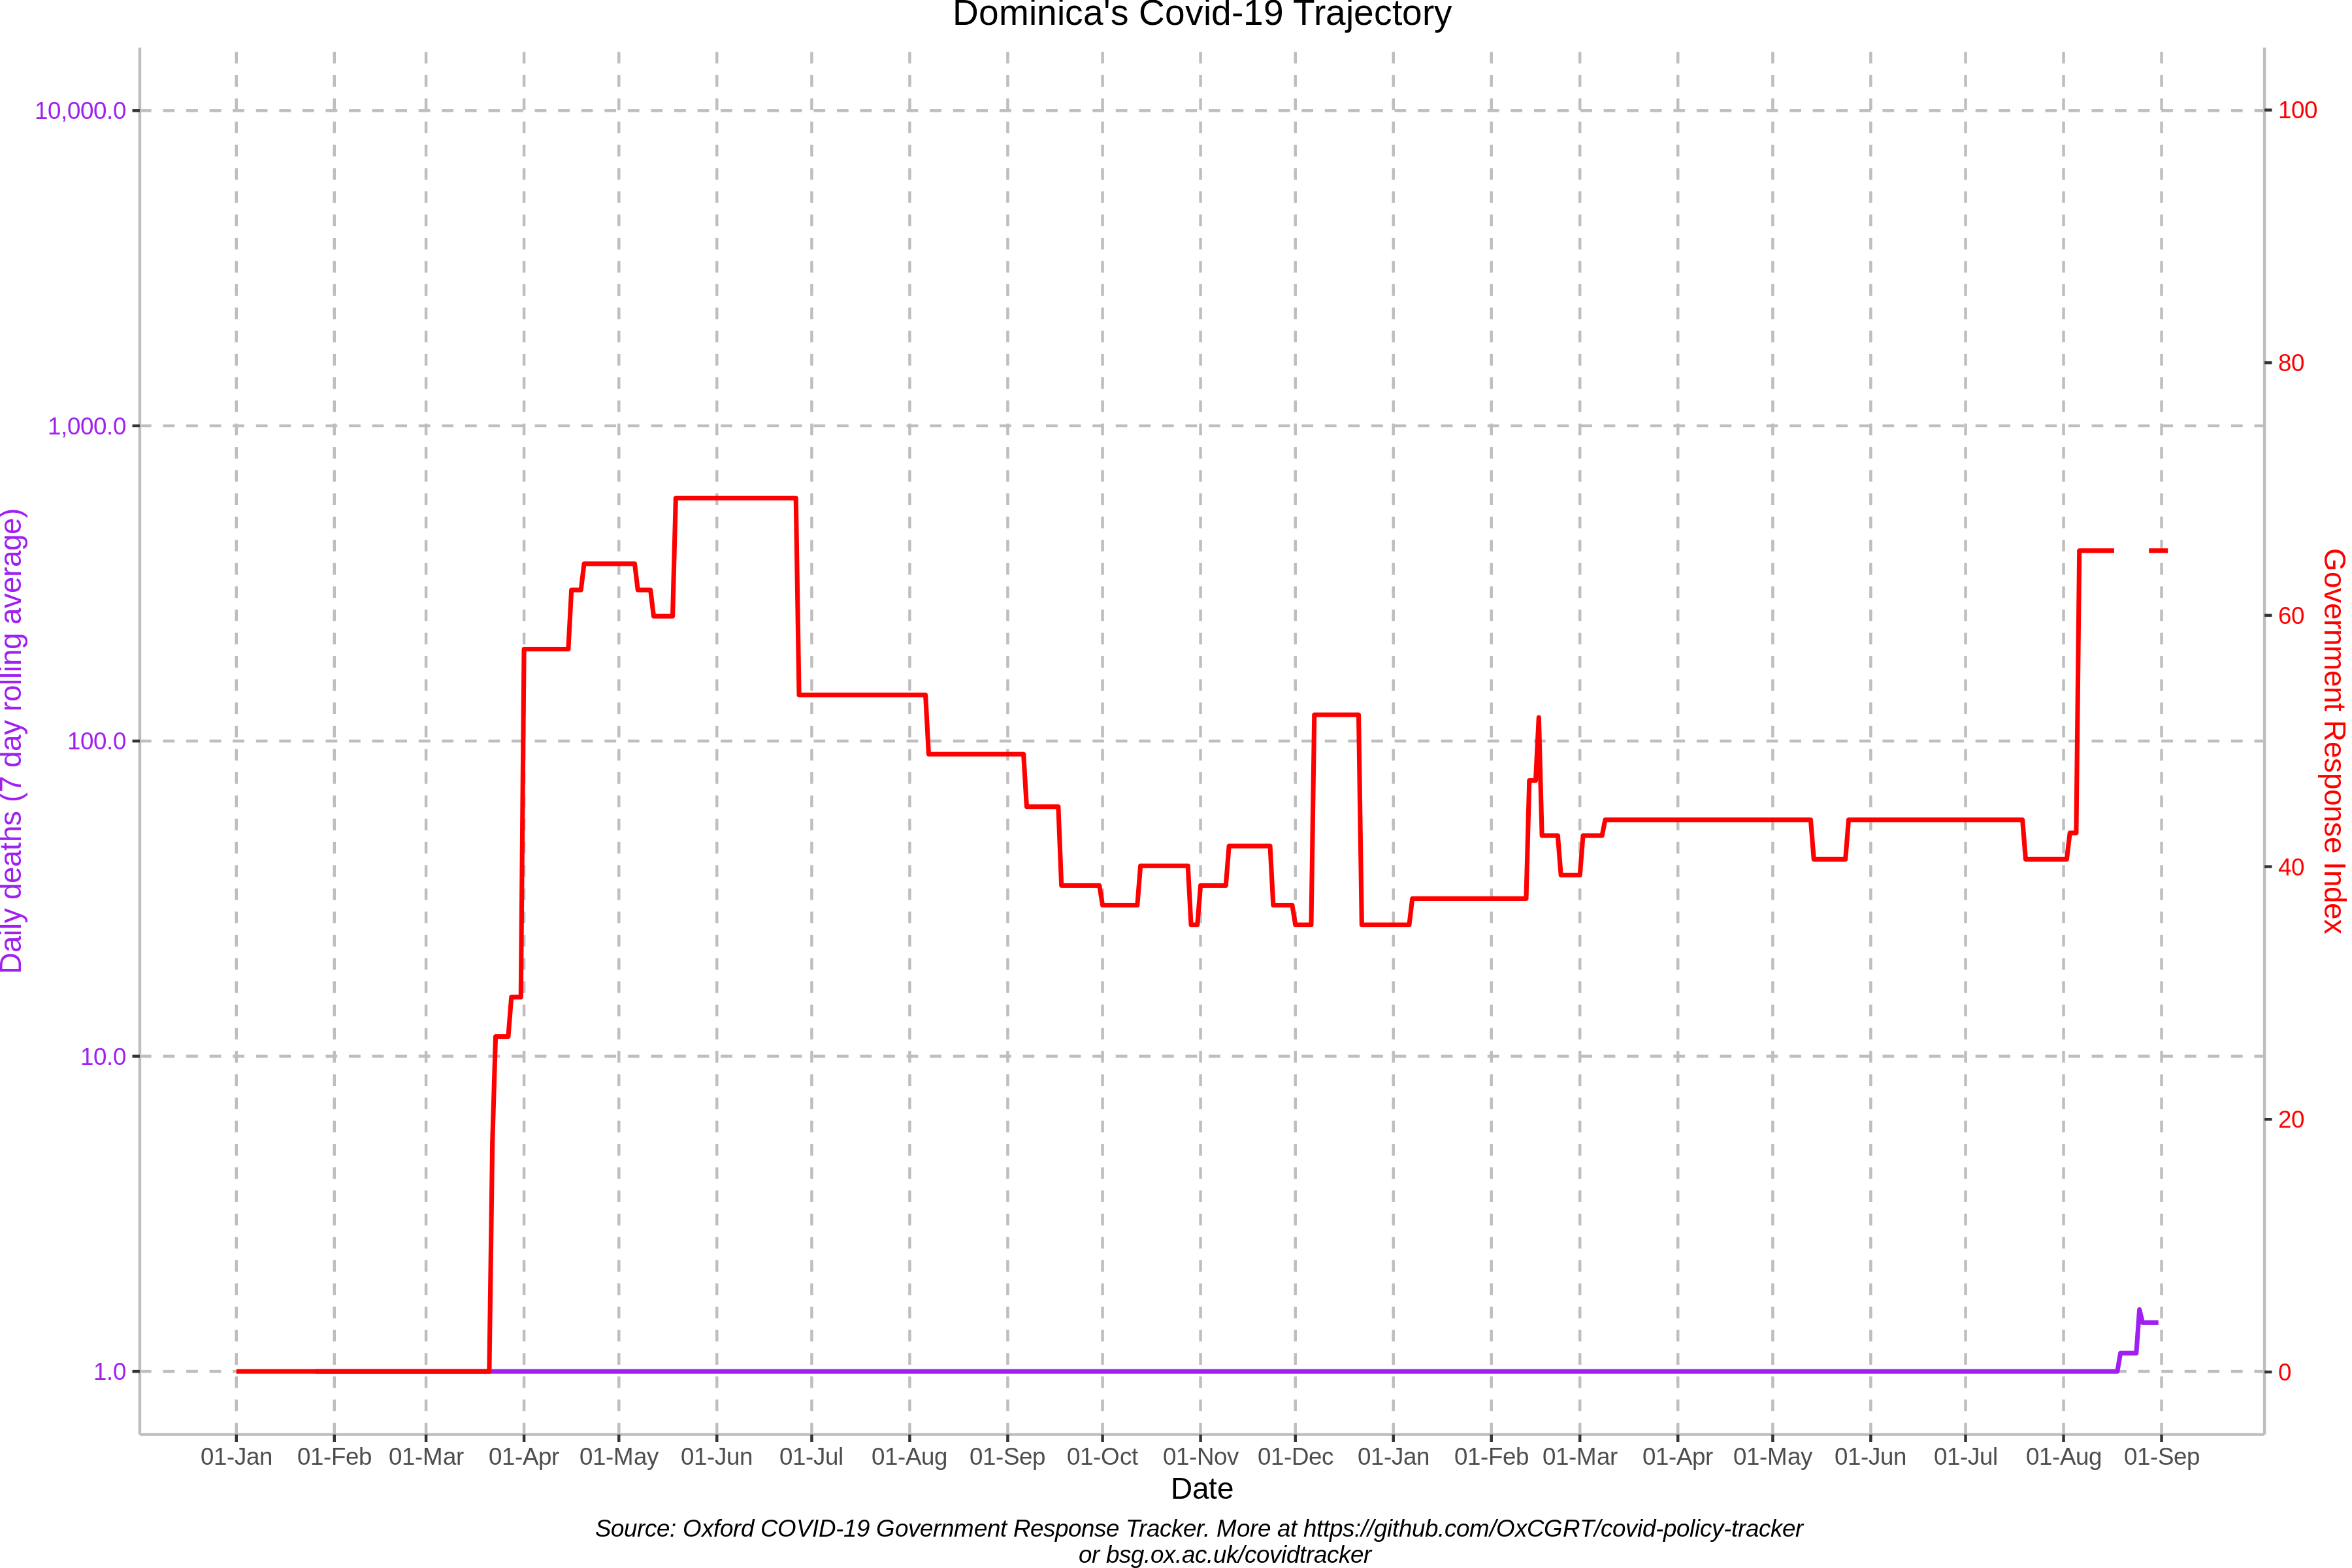 Dominica's Covid-19 Trajectory
10,000.0
1,000.0
100.0
10.0
1.0
Daily deaths (7 day rolling average)
100
80
60
40
20
0
Government Response Index
01-Jan 01-Feb 01-Mar 01-Apr 01-May 01-Jun 01-Jul 01-Aug 01-Sep 01-Oct 01-Nov 01-Dec 01-Jan 01-Feb 01-Mar 01-Apr 01-May 01-Jun 01-Jul 01-Aug 01-Sep
Date
Source: Oxford COVID-19 Government Response Tracker. More at https://github.com/OxCGRT/covid-policy-tracker
or bsg.ox.ac.uk/covidtracker